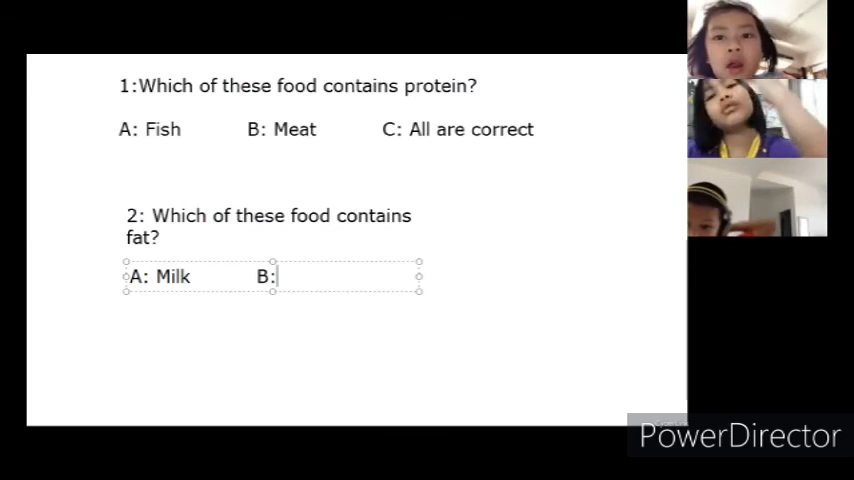 1:Which of these food contains protein?
A: Fish B: Meat C: All are correct
2: Which of these food contains
fat?
A: Milk B:
PowerDirector